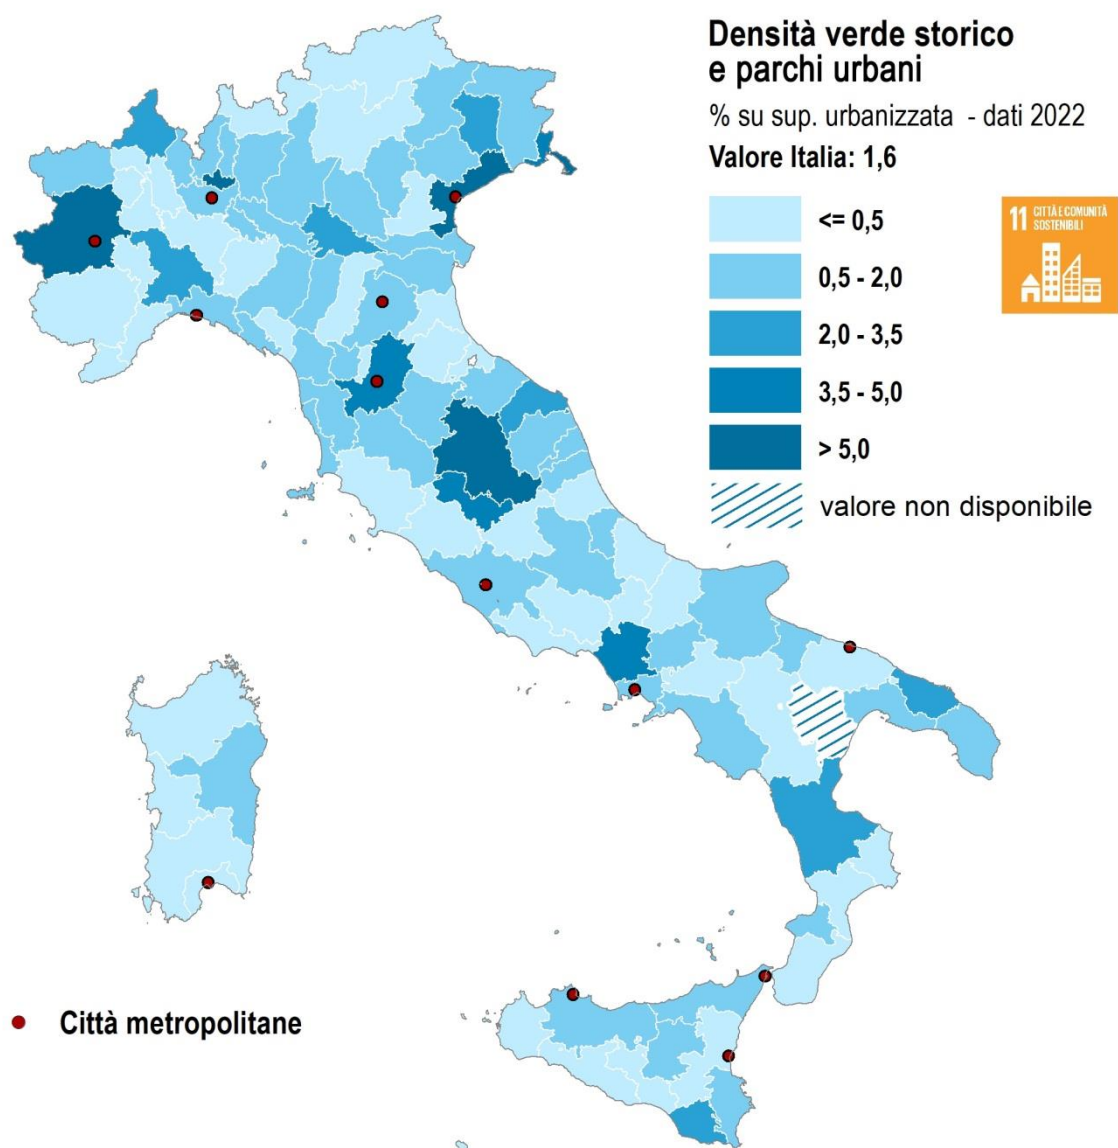 Densità verde storico
e parchi urbani
% su sup. urbanizzata - dati 2022
Valore Italia: 1,6
<= 0,5
0,5 - 2,0
2,0 - 3,5
3,5 - 5,0
> 5,0
valore non disponibile
11 CITTÀ E COMUNITÀ
SOSTENIBILI
Città metropolitane